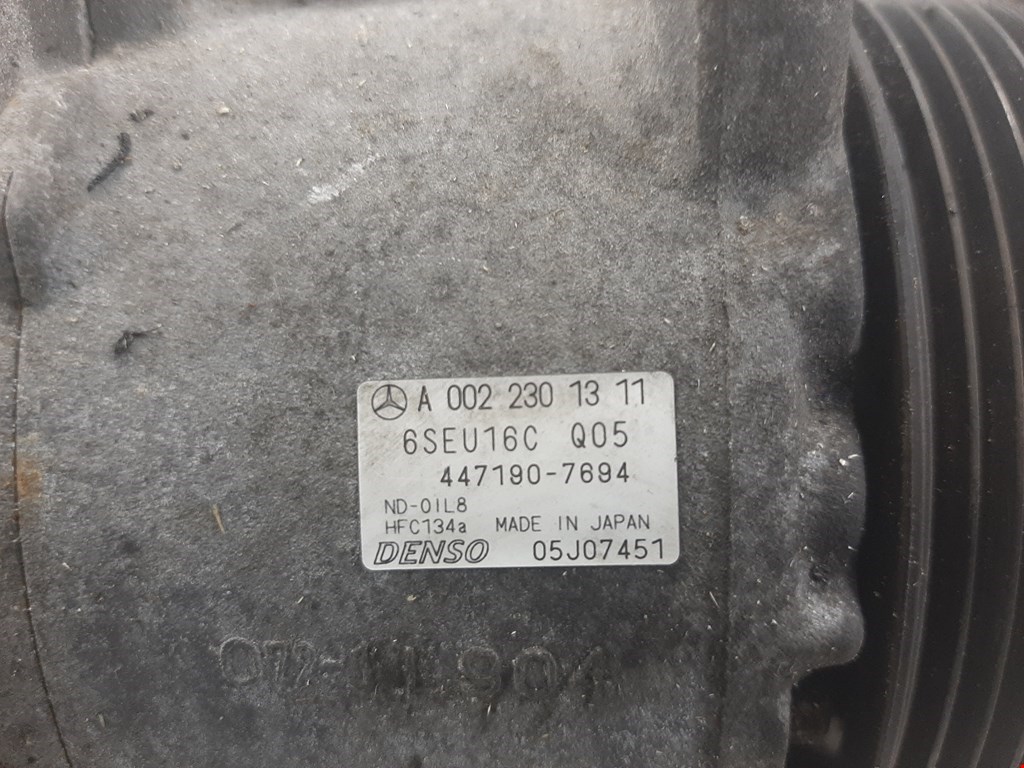 A 002 230 13 11
6SEU16C Q05
447190-7694
ND-OIL8
HFC134a MADE IN JAPAN
DENSO 05J07451